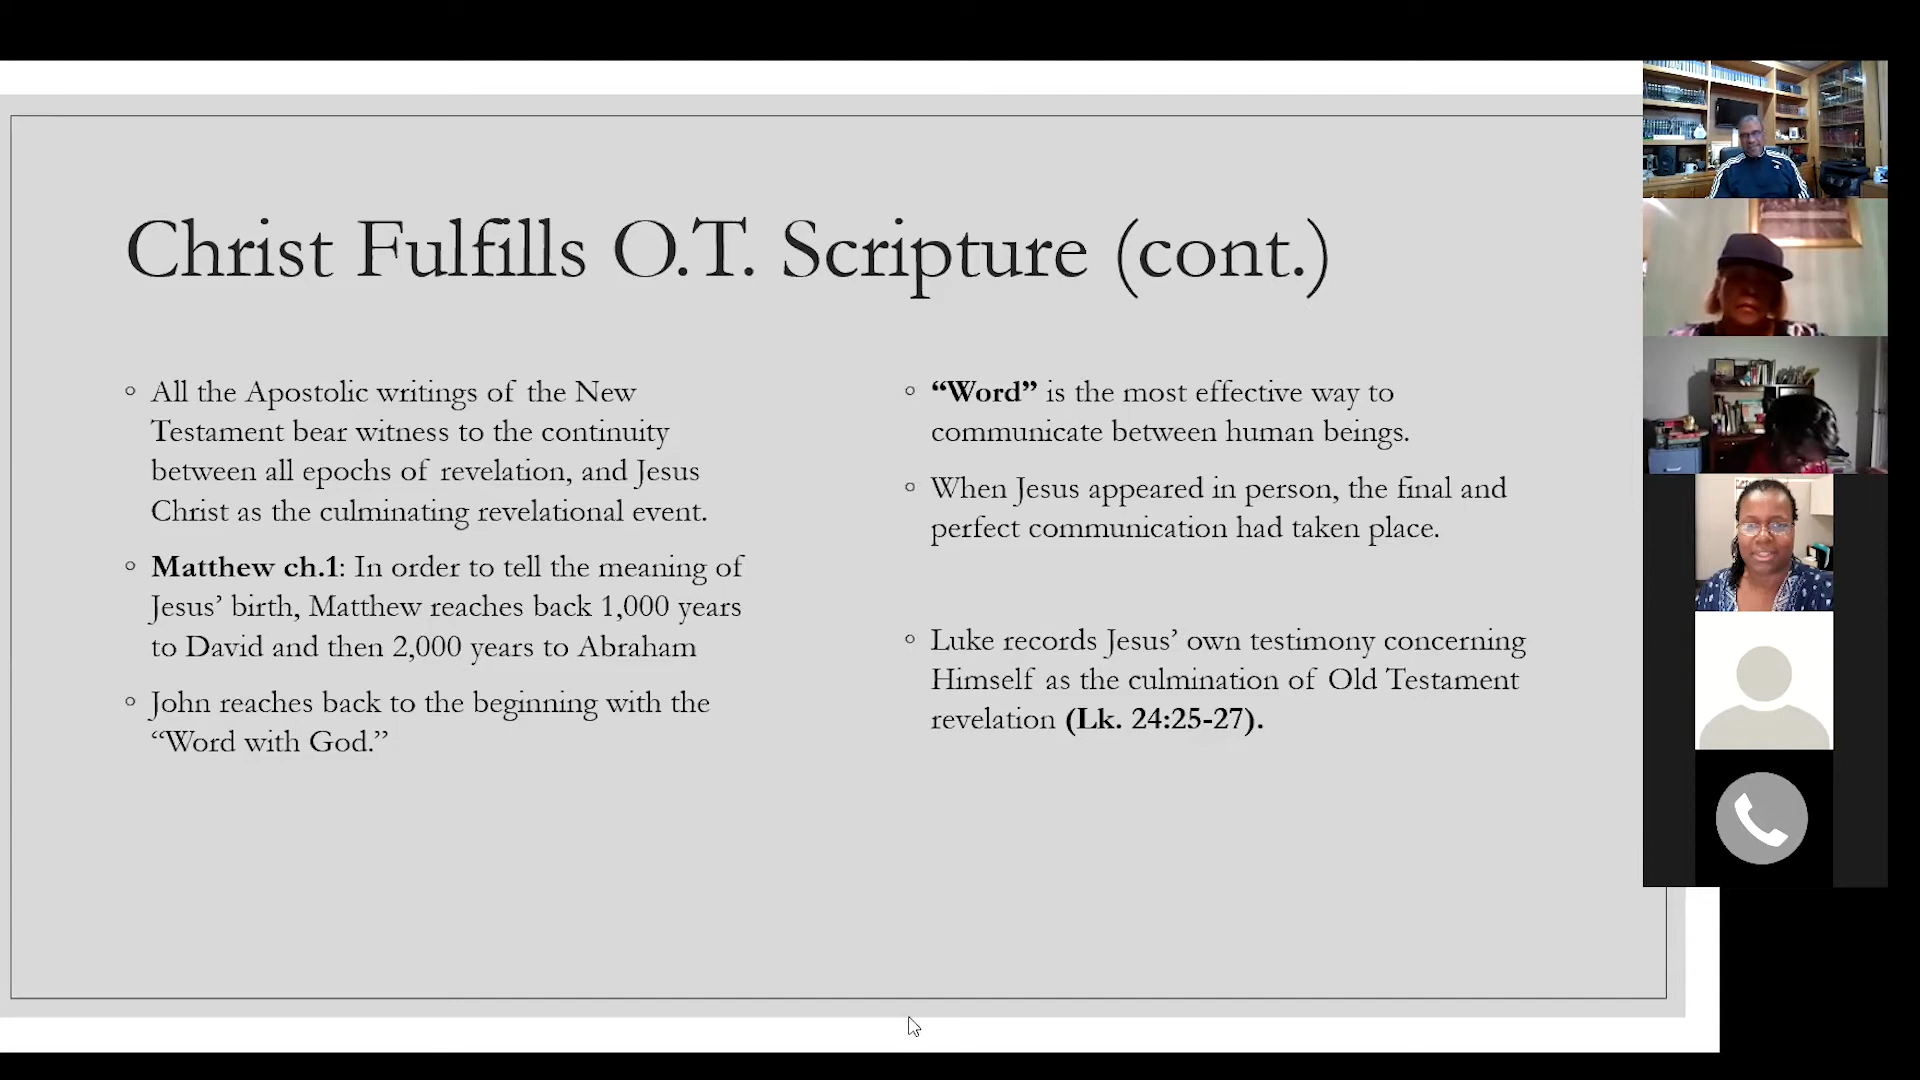 Christ Fulfills O.T. Scripture (cont.)
All the Apostolic writings of the New
Testament bear witness to the continuity
between all epochs of revelation, and Jesus
Christ as the culminating revelational event.
Matthew ch.1: In order to tell the meaning of
Jesus’ birth, Matthew reaches back 1,000 years
to David and then 2,000 years to Abraham
John reaches back to the beginning with the
“Word with God.”
“Word” is the most effective way to
communicate between human beings.
When Jesus appeared in person, the final and
perfect communication had taken place.
Luke records Jesus’ own testimony concerning
Himself as the culmination of Old Testament
revelation (Lk. 24:25-27).